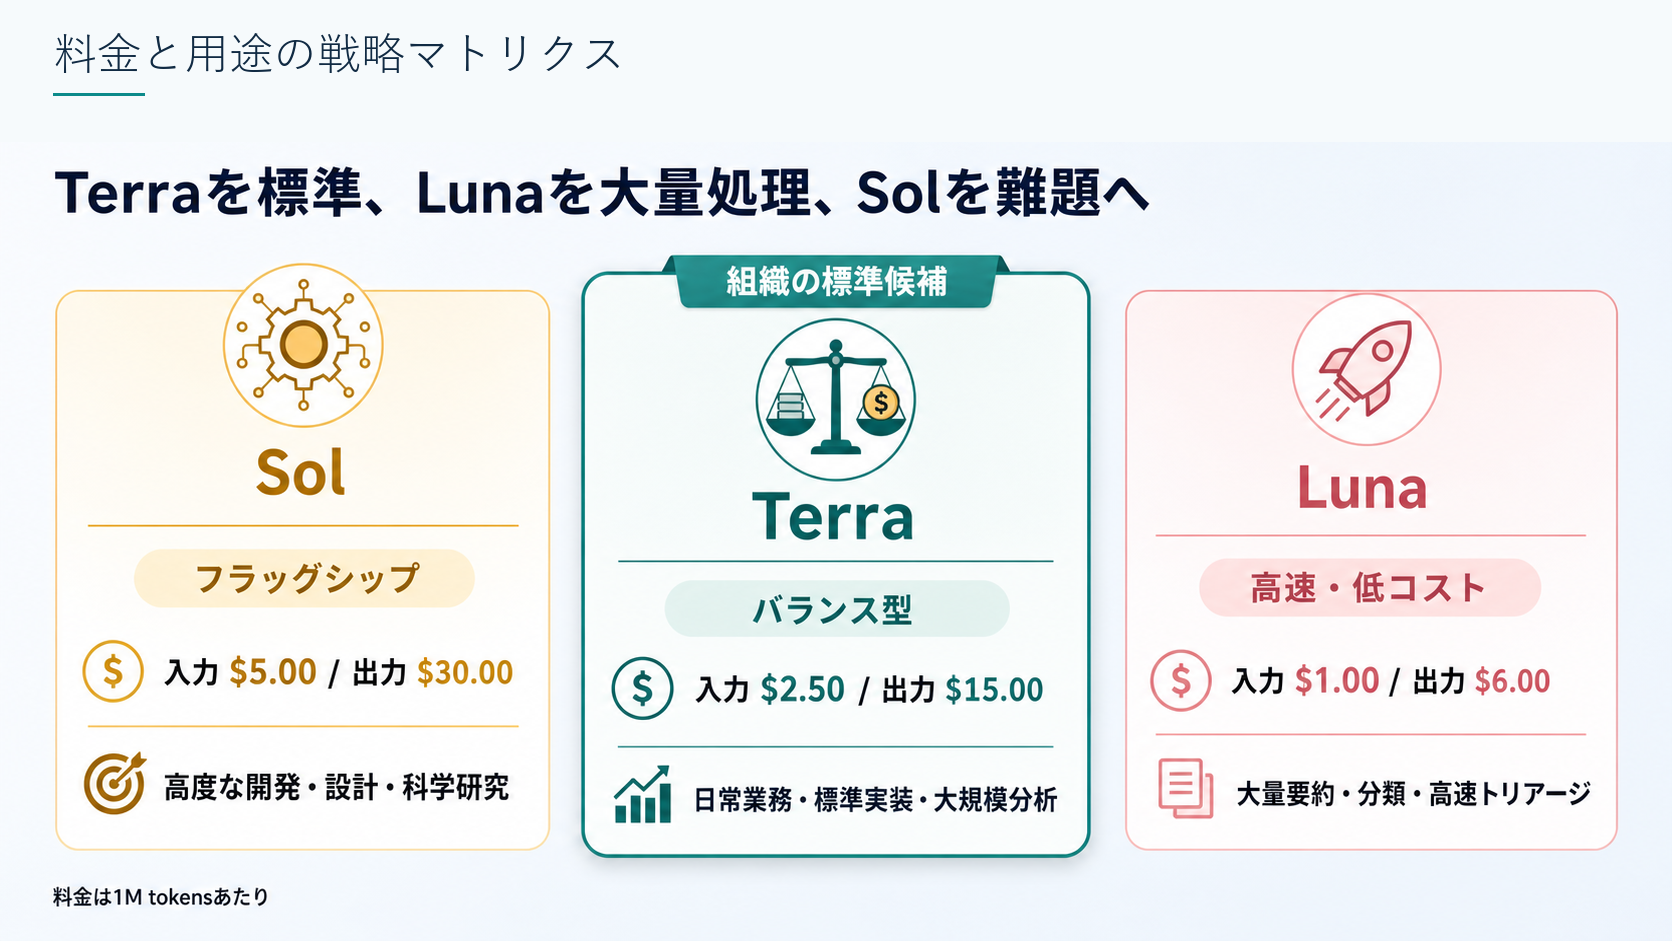 料金と用途の戦略マトリクス
Terraを標準、Lunaを大量処理、Solを難題へ
Sol
フラッグシップ
$ 入力 $5.00 / 出力 $30.00
高度な開発・設計・科学研究
組織の標準候補
$
Terra
バランス型
$ 入力 $2.50 / 出力 $15.00
日常業務・標準実装・大規模分析
Luna
高速・低コスト
$ 入力 $1.00 / 出力 $6.00
大量要約・分類・高速トリアージ
料金は1M tokensあたり